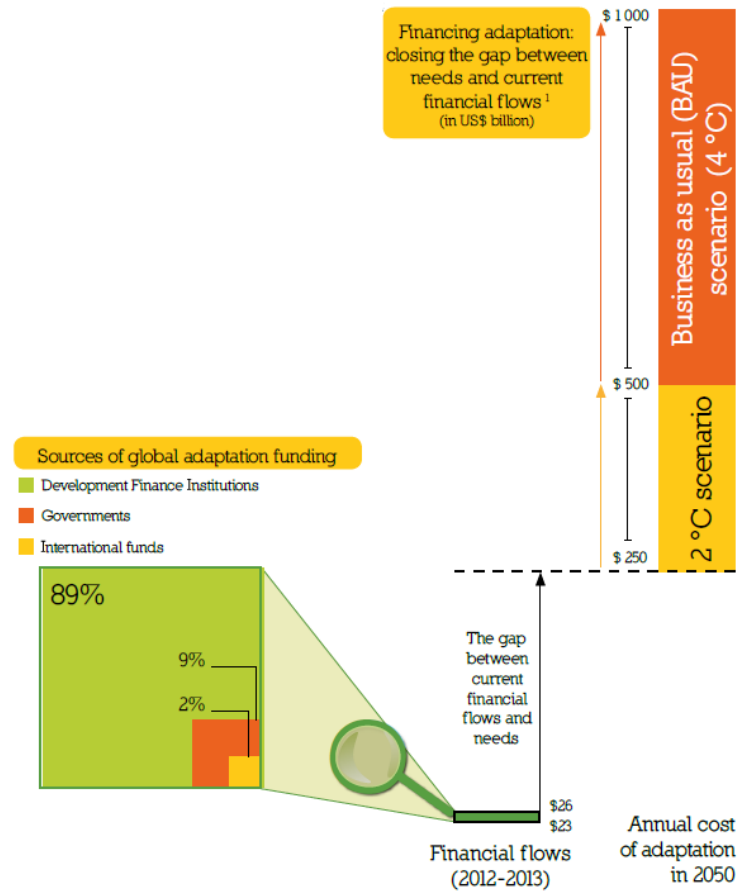 Financing adaptation:
closing the gap between
needs and current
financial flows 1
(in US$ billion)
$ 1 000
Business as usual (BAU)
scenario (4 °C)
$ 500
2 °C scenario
$ 250
Sources of global adaptation funding
Development Finance Institutions
Governments
International funds
89%
9%
2%
The gap
between
current
financial
flows and
needs
$26
$23
Financial flows
(2012-2013)
Annual cost
of adaptation
in 2050